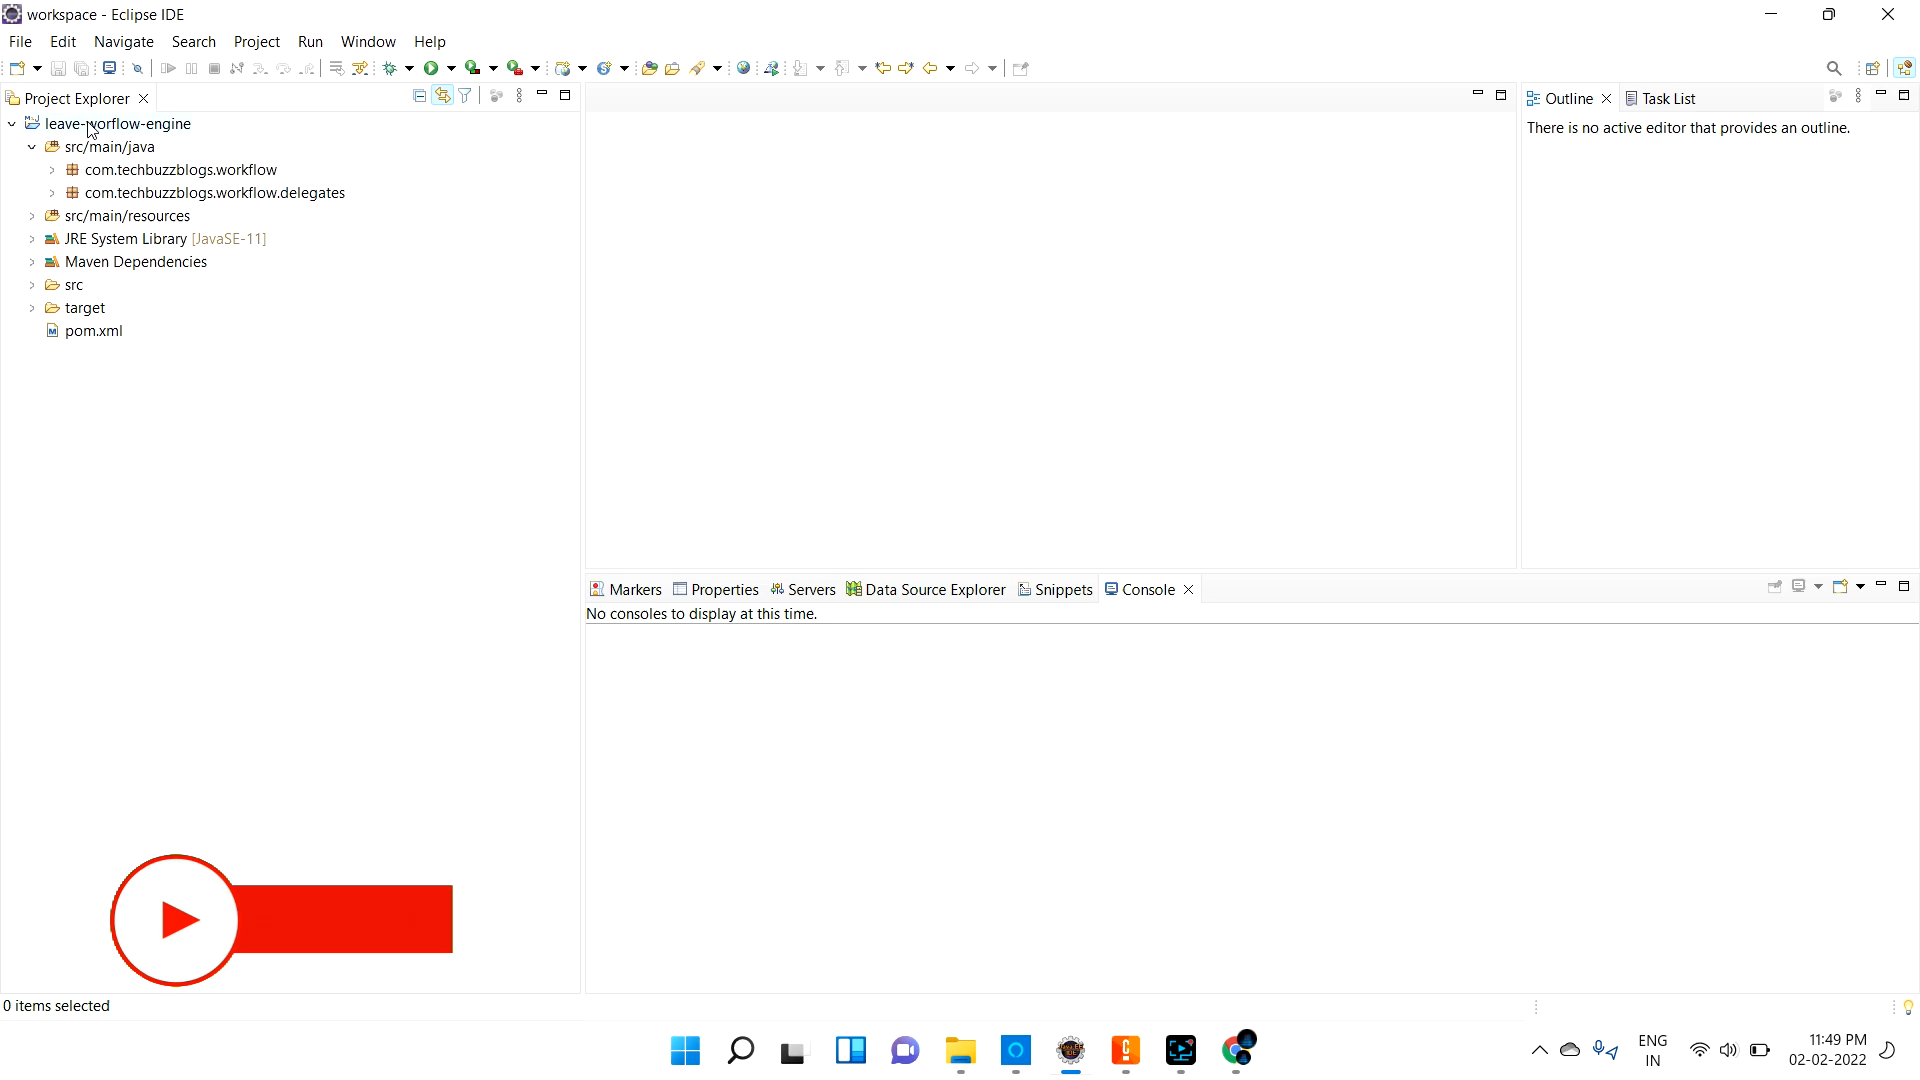 workspace - Eclipse IDE
File Edit Navigate Search Project Run Window Help
Project Explorer
Outline
Task List
leave-worflow-engine
There is no active editor that provides an outline.
src/main/java
com.techbuzzblogs.workflow
com.techbuzzblogs.workflow.delegates
src/main/resources
JRE System Library [JavaSE-11]
Maven Dependencies
src
target
pom.xml
Markers Properties Servers Data Source Explorer Snippets Console
No consoles to display at this time.
0 items selected
ENG
IN
11:49 PM
02-02-2022